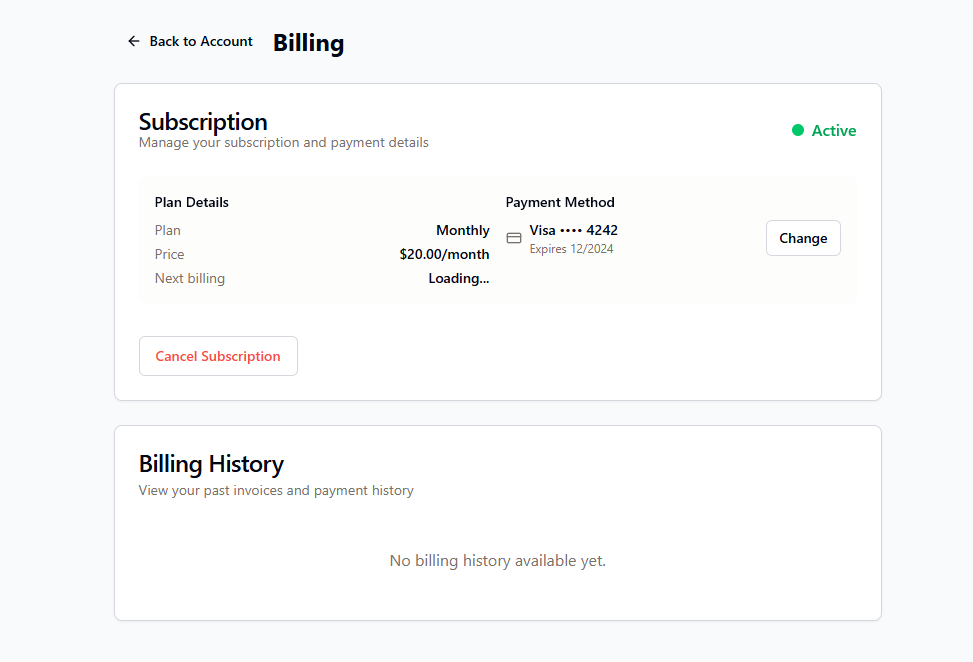 Back to Account
Billing
Subscription
Manage your subscription and payment details
Active
Plan Details
Plan Monthly
Price $20.00/month
Next billing Loading...
Payment Method
Visa •••• 4242
Expires 12/2024
Change
Cancel Subscription
Billing History
View your past invoices and payment history
No billing history available yet.